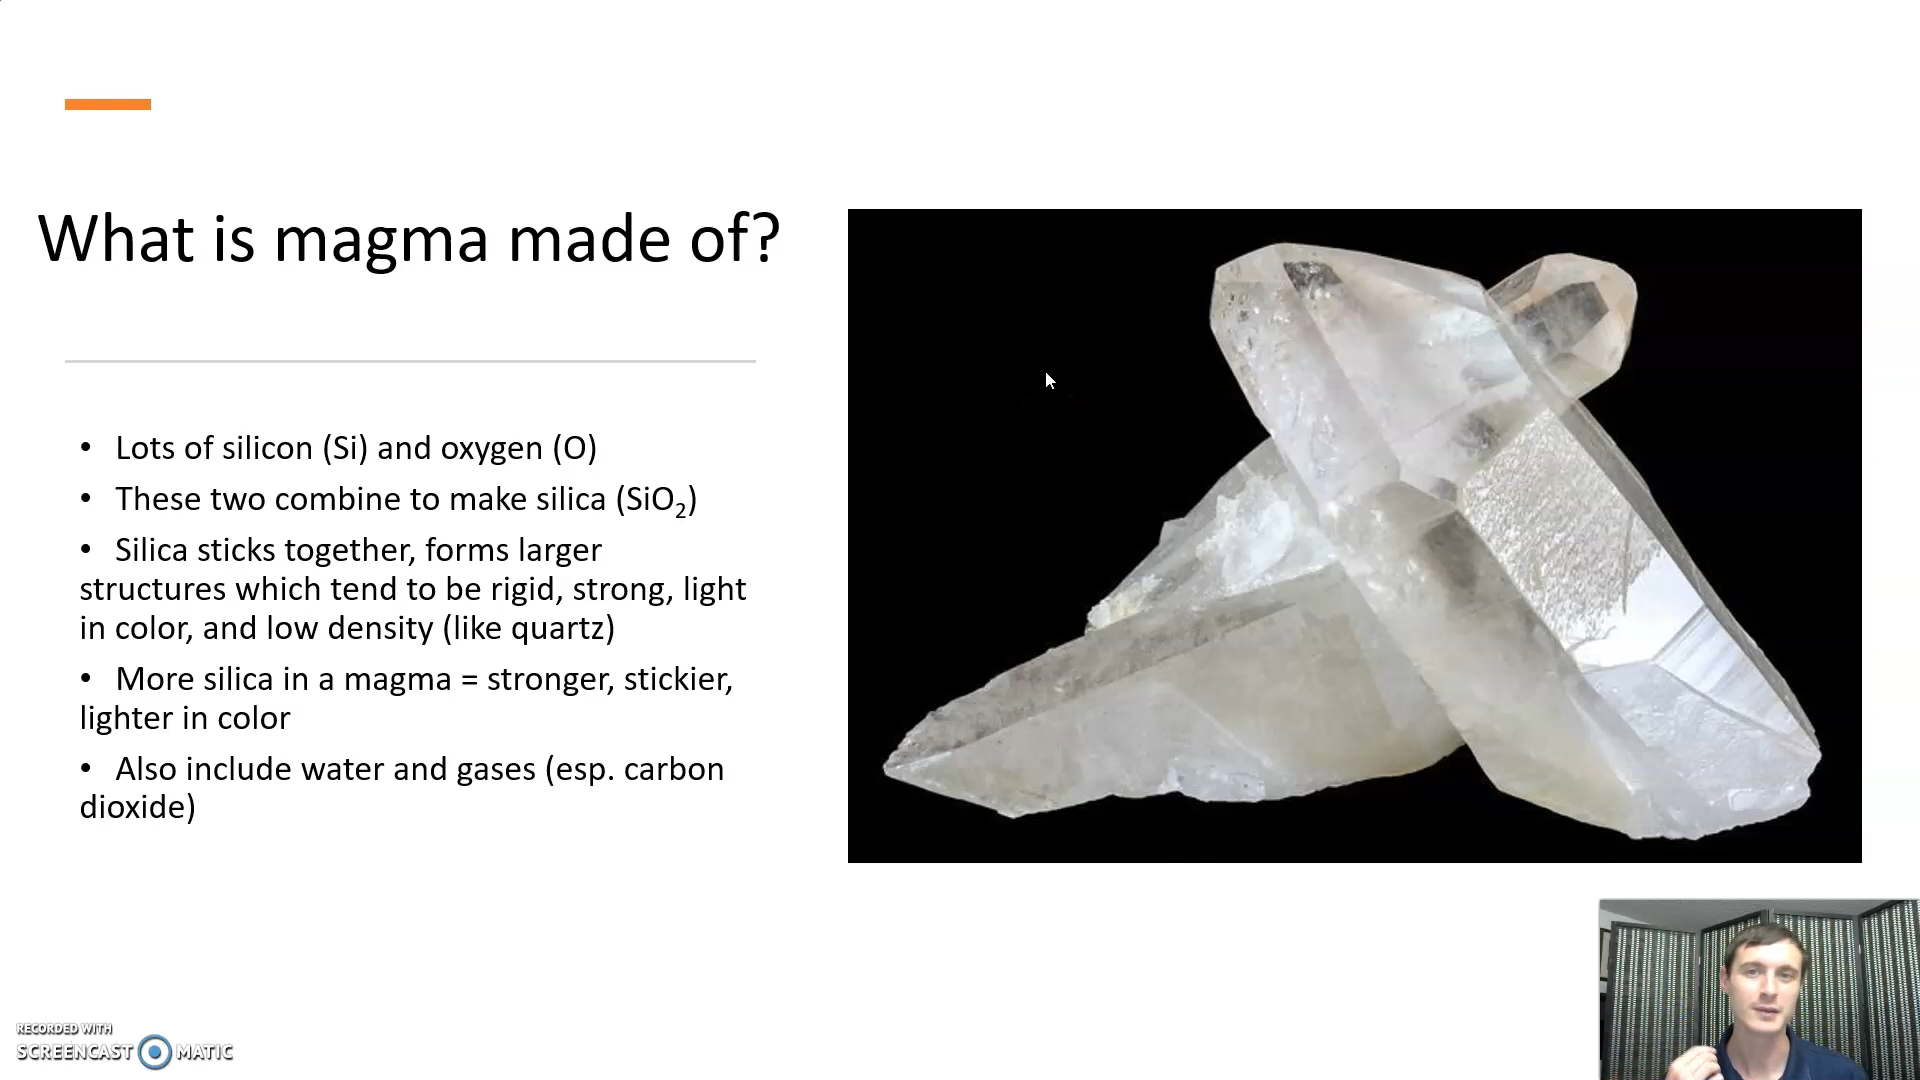 What is magma made of?
• Lots of silicon (Si) and oxygen (O)
• These two combine to make silica (SiO₂)
• Silica sticks together, forms larger
structures which tend to be rigid, strong, light
in color, and low density (like quartz)
• More silica in a magma = stronger, stickier,
lighter in color
• Also include water and gases (esp. carbon
dioxide)
RECORDED WITH
SCREENCAST MATIC